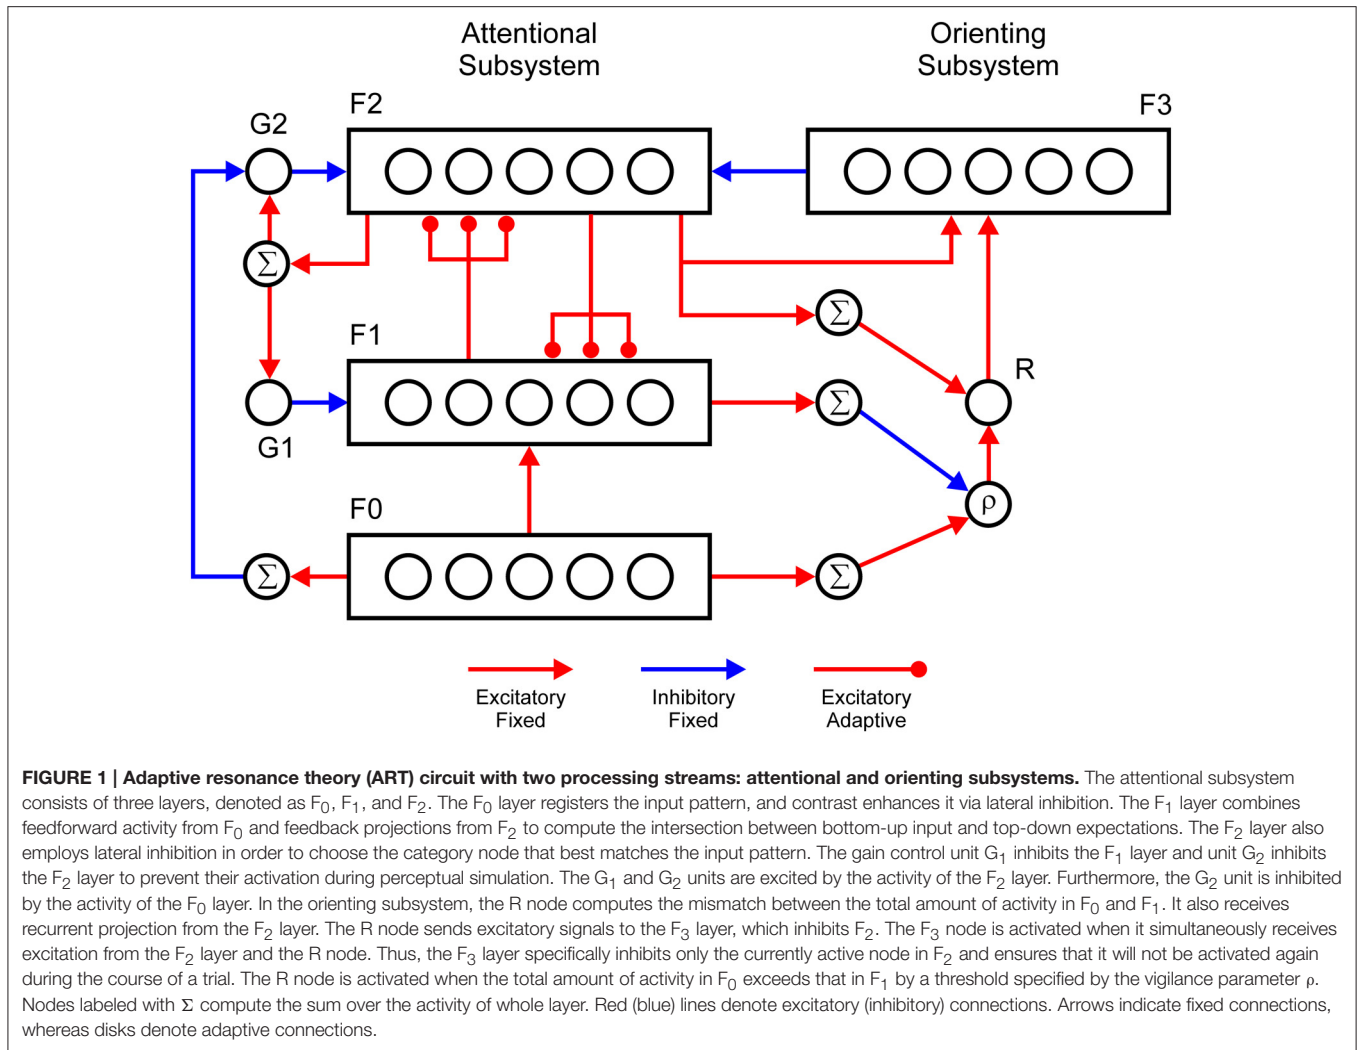 Attentional
Subsystem
Orienting
Subsystem
F2
F3
G2
Σ
Σ
F1
R
Σ
G1
ρ
F0
Σ
Σ
Excitatory
Fixed
Inhibitory
Fixed
Excitatory
Adaptive
FIGURE 1 | Adaptive resonance theory (ART) circuit with two processing streams: attentional and orienting subsystems. The attentional subsystem
consists of three layers, denoted as F₀, F₁, and F₂. The F₀ layer registers the input pattern, and contrast enhances it via lateral inhibition. The F₁ layer combines
feedforward activity from F₀ and feedback projections from F₂ to compute the intersection between bottom-up input and top-down expectations. The F₂ layer also
employs lateral inhibition in order to choose the category node that best matches the input pattern. The gain control unit G₁ inhibits the F₁ layer and unit G₂ inhibits
the F₂ layer to prevent their activation during perceptual simulation. The G₁ and G₂ units are excited by the activity of the F₂ layer. Furthermore, the G₂ unit is inhibited
by the activity of the F₀ layer. In the orienting subsystem, the R node computes the mismatch between the total amount of activity in F₀ and F₁. It also receives
recurrent projection from the F₂ layer. The R node sends excitatory signals to the F₃ layer, which inhibits F₂. The F₃ node is activated when it simultaneously receives
excitation from the F₂ layer and the R node. Thus, the F₃ layer specifically inhibits only the currently active node in F₂ and ensures that it will not be activated again
during the course of a trial. The R node is activated when the total amount of activity in F₀ exceeds that in F₁ by a threshold specified by the vigilance parameter ρ.
Nodes labeled with Σ compute the sum over the activity of whole layer. Red (blue) lines denote excitatory (inhibitory) connections. Arrows indicate fixed connections,
whereas disks denote adaptive connections.